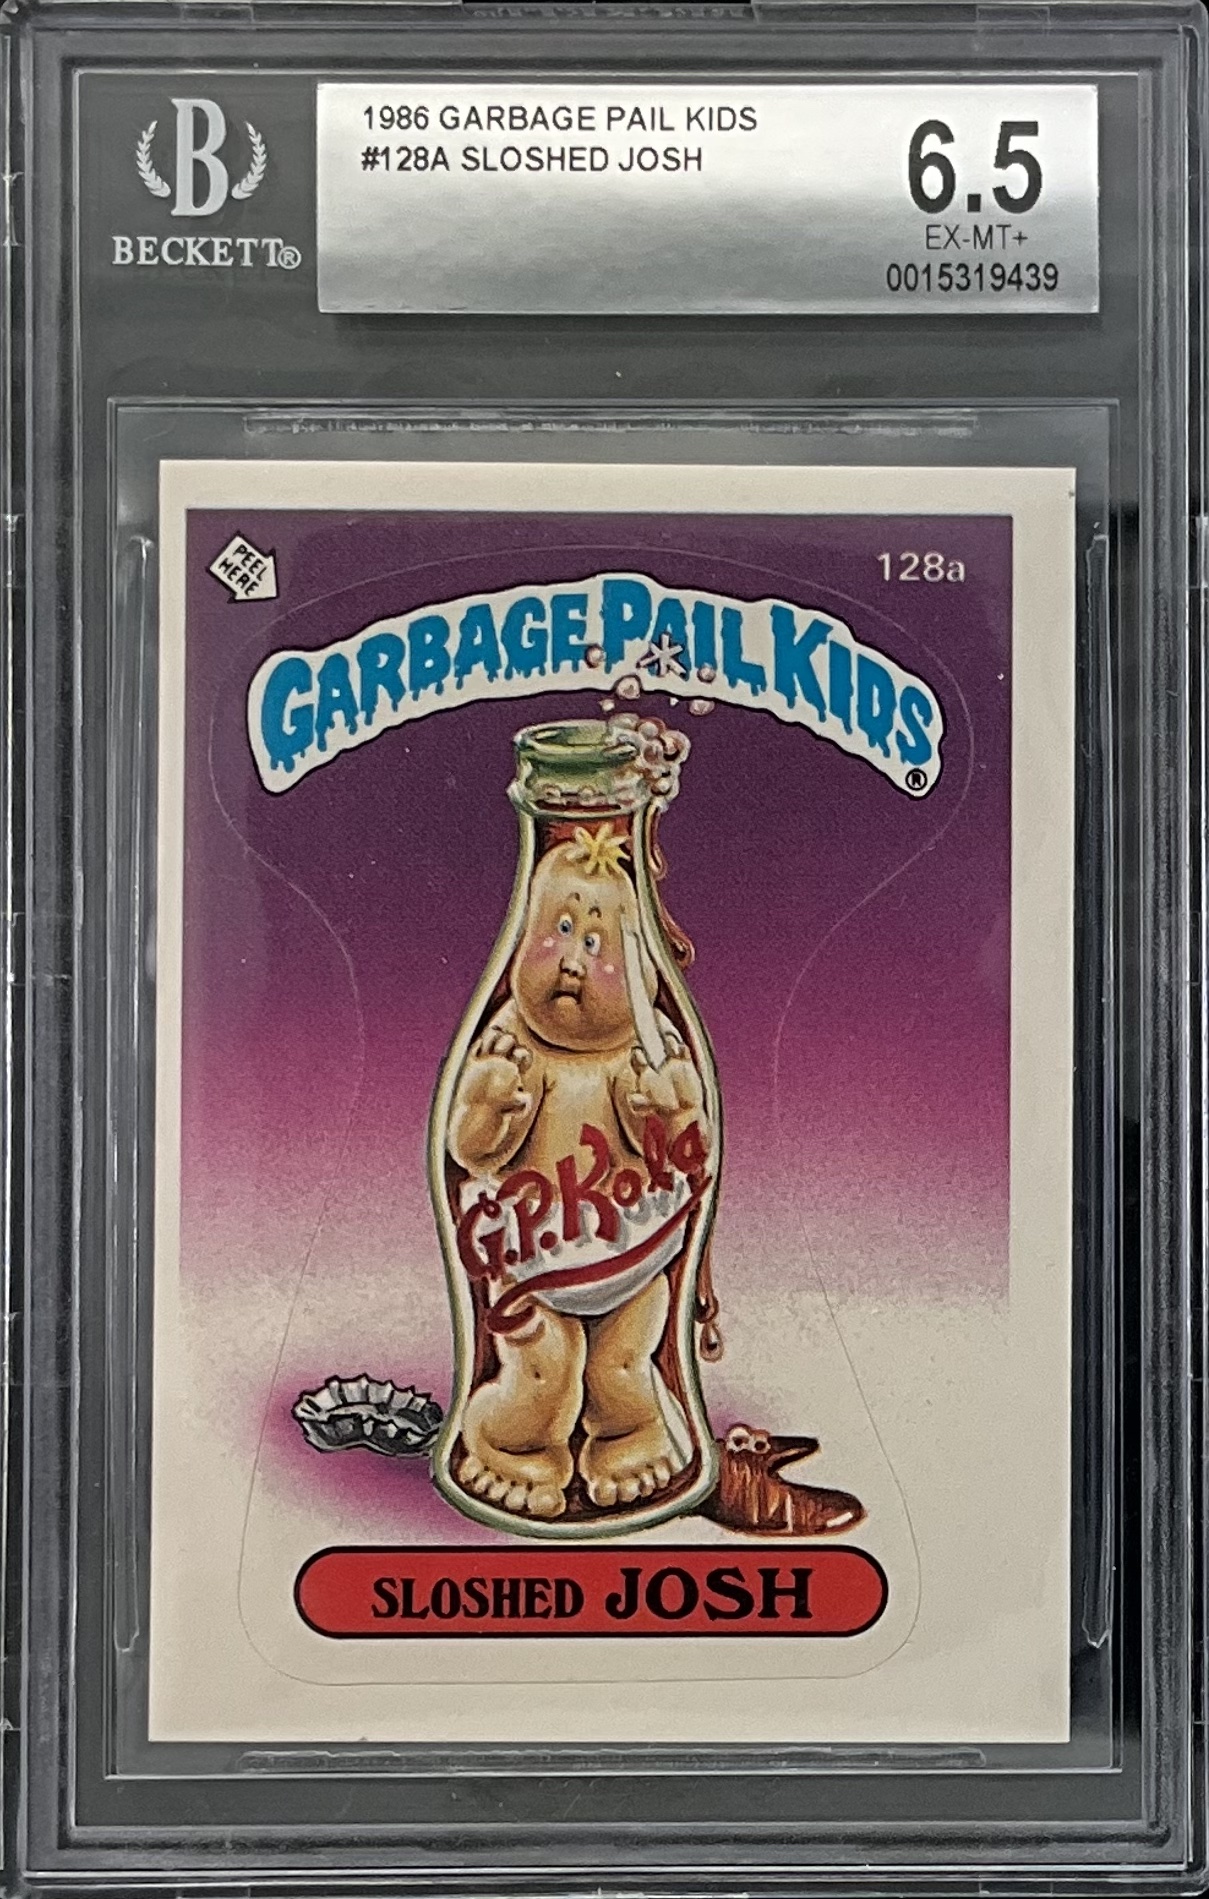 B
BECKETT®
1986 GARBAGE PAIL KIDS
#128A SLOSHED JOSH
6.5
EX-MT+
0015319439
PEEL
HERE
128a
GARBAGE PAIL KIDS
®
G.P. Kola
SLOSHED JOSH